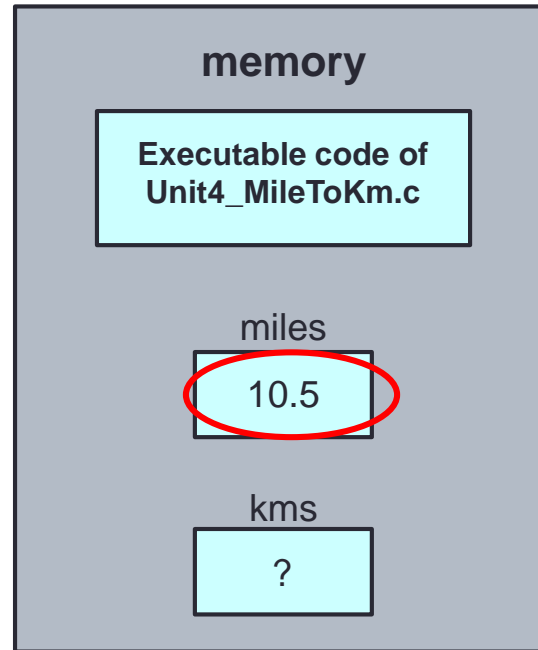 memory
Executable code of
Unit4_MileToKm.c
miles
10.5
kms
?